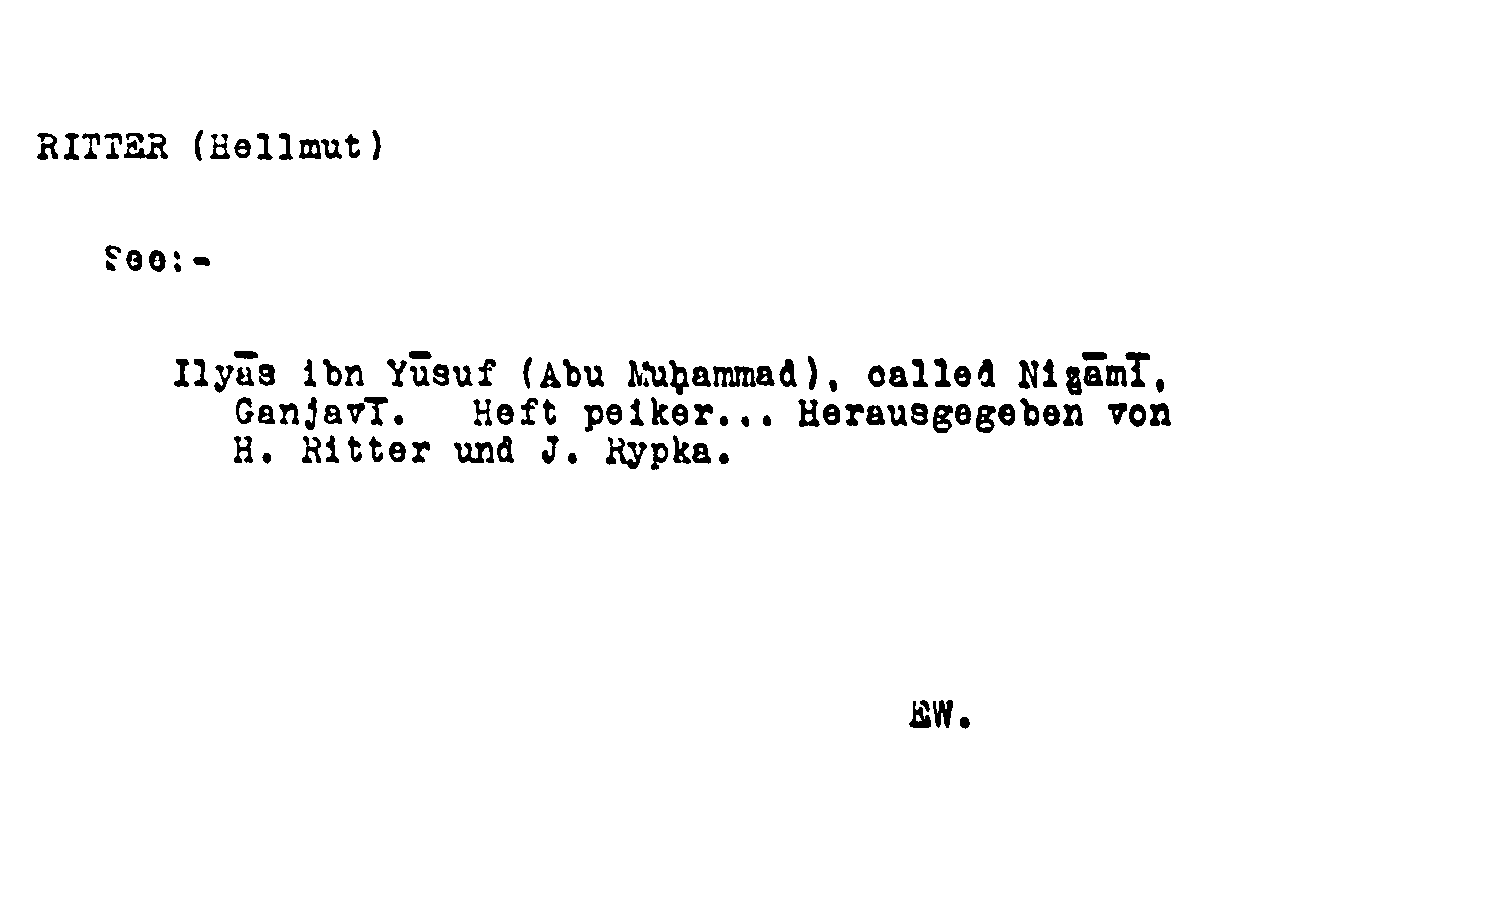 RITTER (Hellmut)
See:-
Ilyās ibn Yūsuf (Abu Muḥammad), called Niẓāmī,
Ganjavī. Heft peiker... Herausgegeben von
H. Ritter und J. Rypka.
EW.